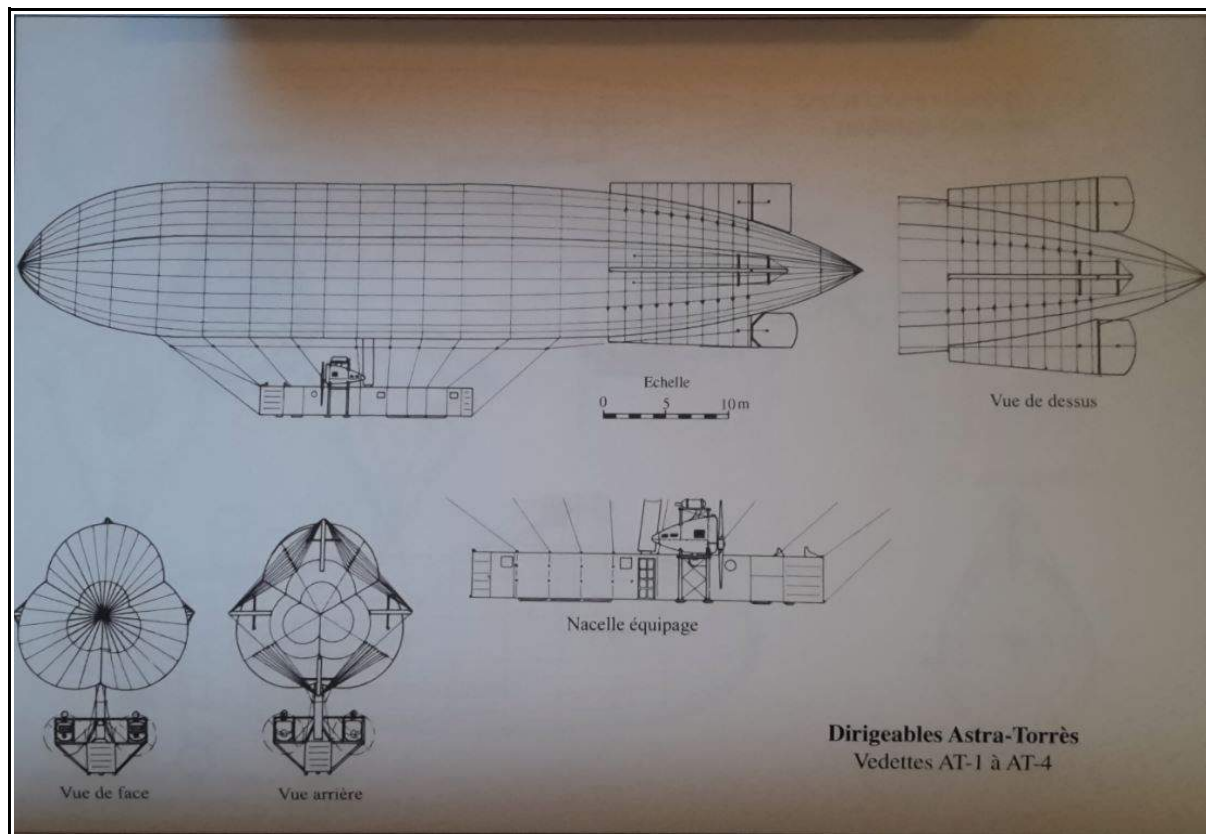 Echelle
0 5 10 m
Vue de dessus
Nacelle équipage
Dirigeables Astra-Torrès
Vedettes AT-1 à AT-4
Vue de face
Vue arrière